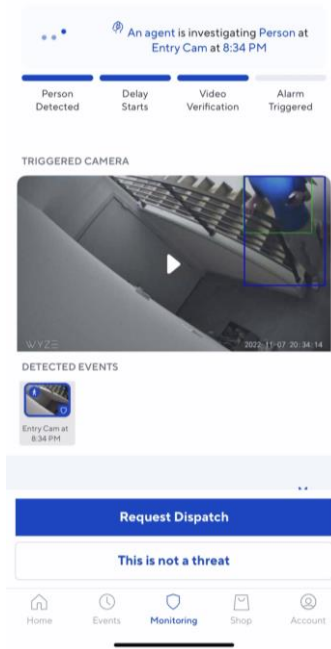 An agent is investigating Person at
Entry Cam at 8:34 PM
Person
Detected
Delay
Starts
Video
Verification
Alarm
Triggered
TRIGGERED CAMERA
WYZE
2022-11-07 20:34:14
DETECTED EVENTS
Entry Cam at
8:34 PM
Request Dispatch
This is not a threat
Home
Events
Monitoring
Shop
Account